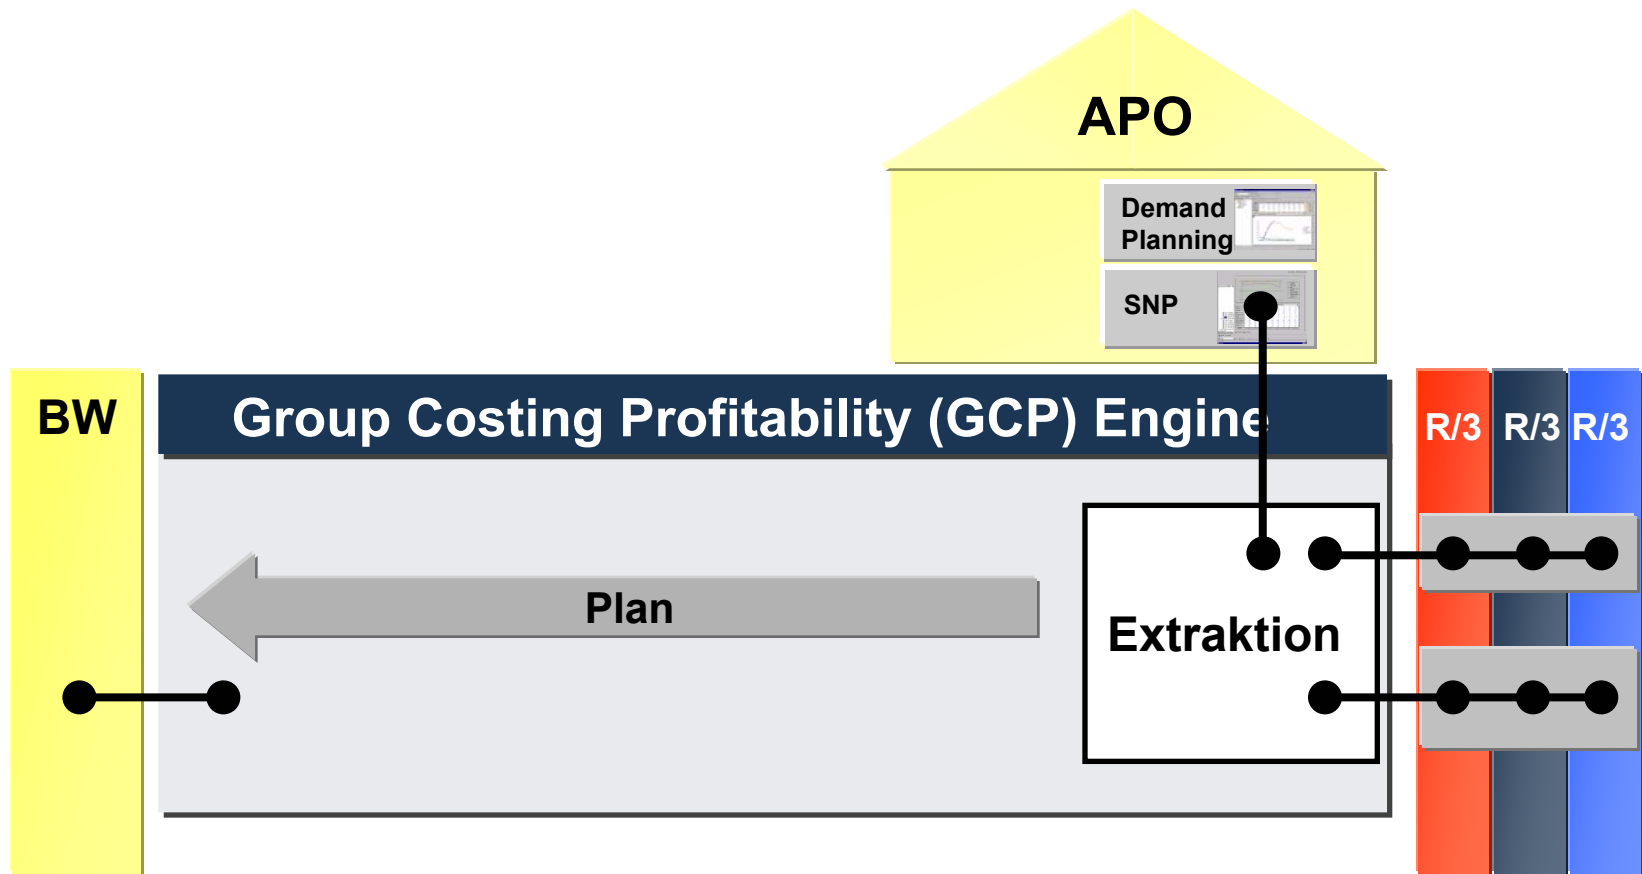 APO
Demand
Planning
SNP
BW
Group Costing Profitability (GCP) Engine
R/3 R/3 R/3
Plan
Extraktion